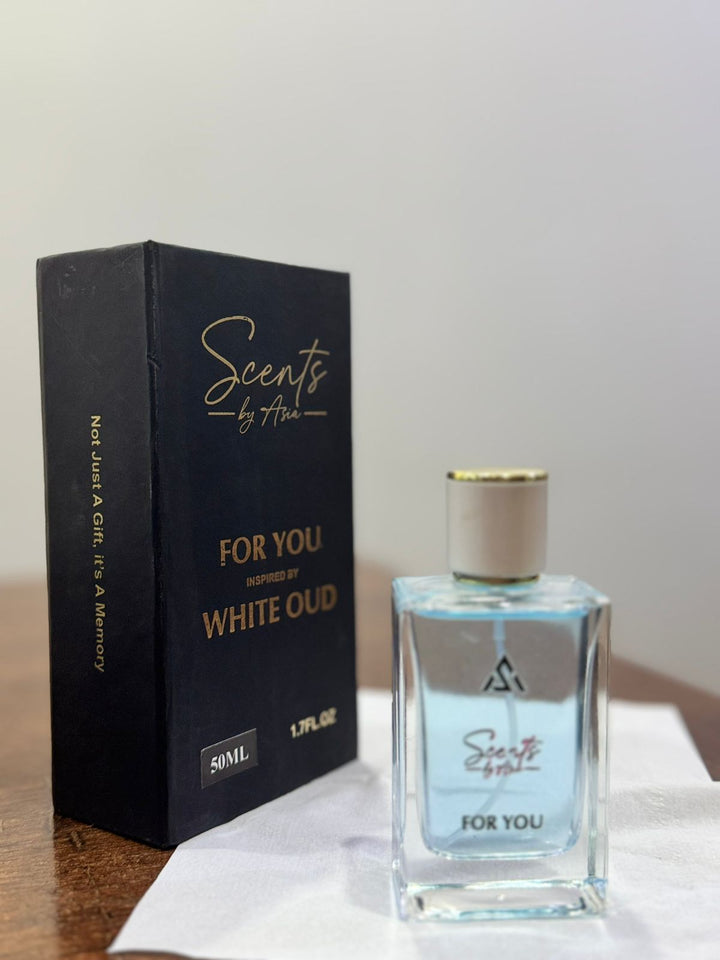 Not Just A Gift, it's A Memory
Scents
by Asia
FOR YOU
INSPIRED BY
WHITE OUD
50ML
1.7FL.OZ
Scents
FOR YOU